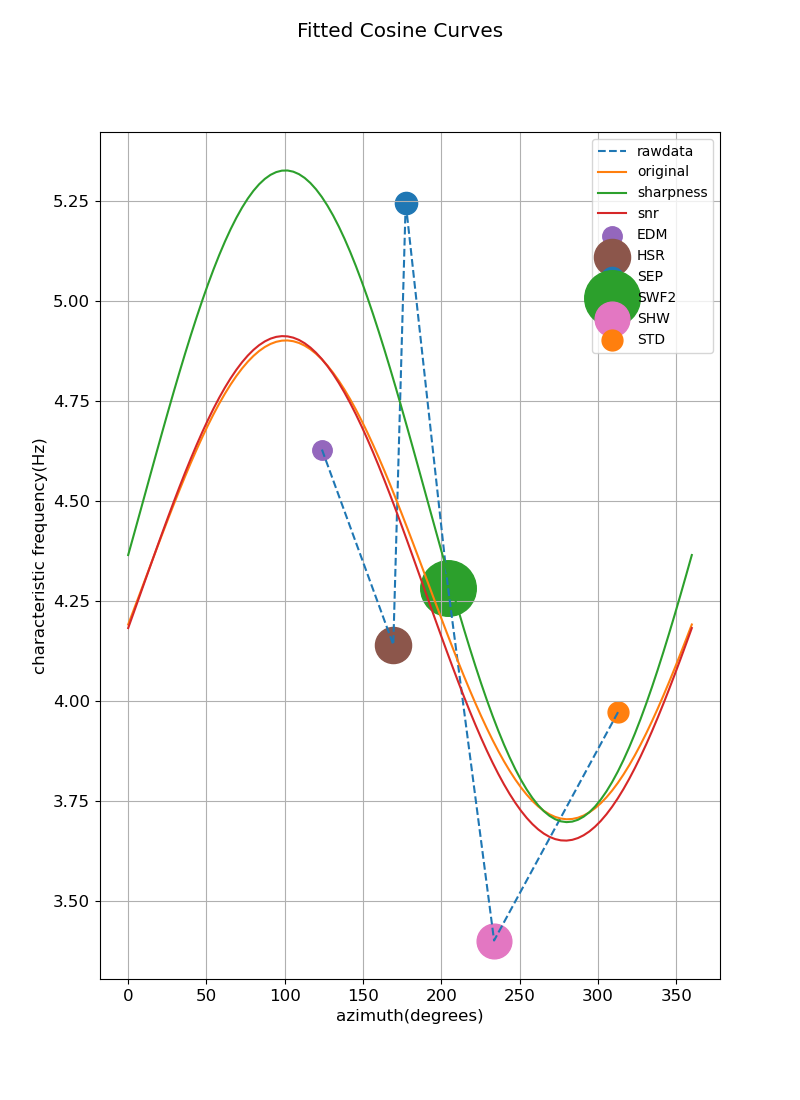 Fitted Cosine Curves
rawdata
original
sharpness
snr
EDM
HSR
SEP
SWF2
SHW
STD
characteristic frequency(Hz)
5.25
5.00
4.75
4.50
4.25
4.00
3.75
3.50
0 50 100 150 200 250 300 350
azimuth(degrees)